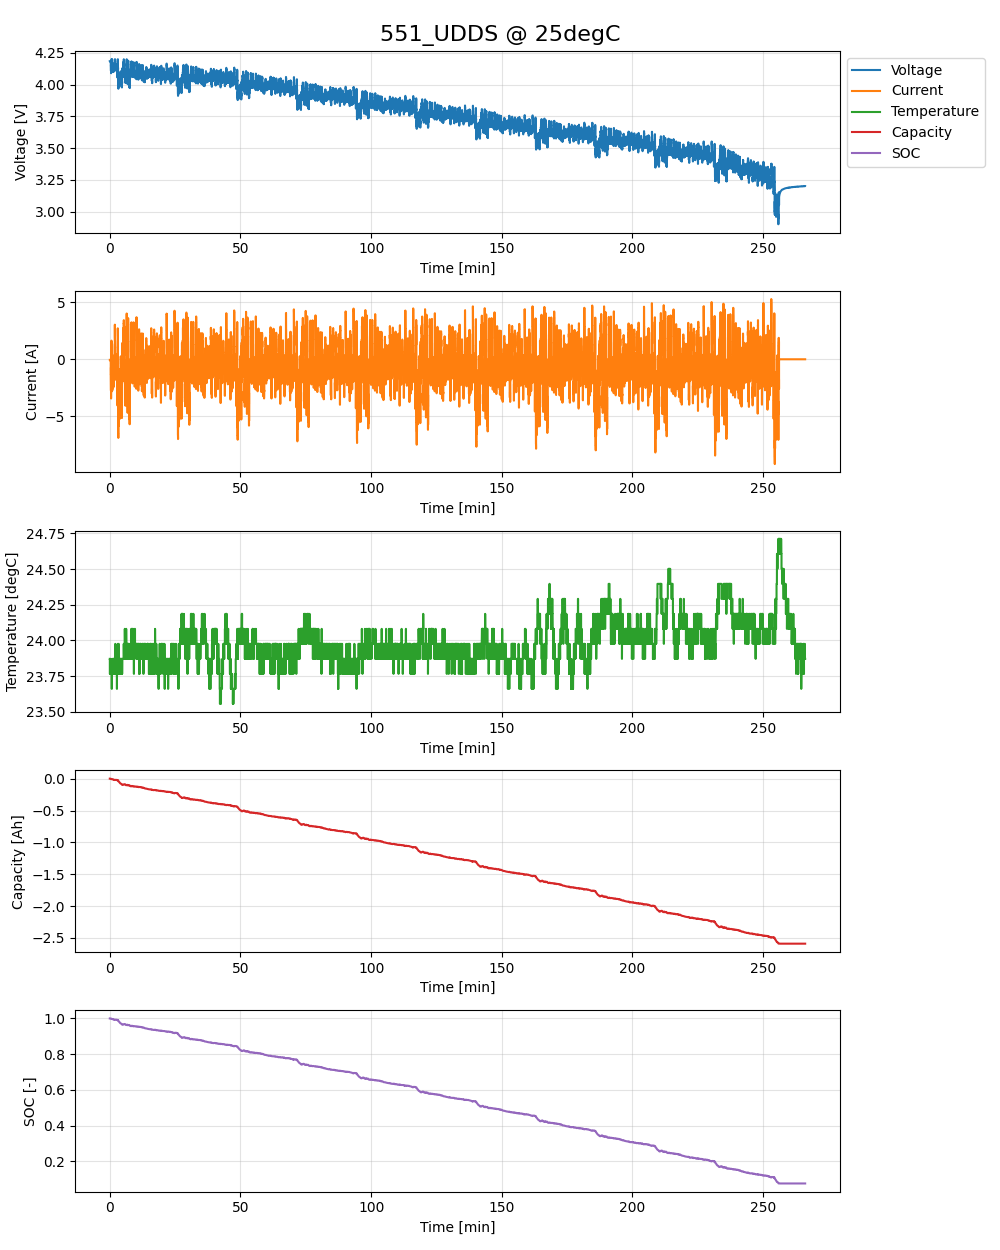 551_UDDS @ 25degC
Voltage [V]
4.25
4.00
3.75
3.50
3.25
3.00
0 50 100 150 200 250
Time [min]
Voltage
Current
Temperature
Capacity
SOC
Current [A]
5
0
−5
0 50 100 150 200 250
Time [min]
Temperature [degC]
24.75
24.50
24.25
24.00
23.75
23.50
0 50 100 150 200 250
Time [min]
Capacity [Ah]
0.0
−0.5
−1.0
−1.5
−2.0
−2.5
0 50 100 150 200 250
Time [min]
SOC [-]
1.0
0.8
0.6
0.4
0.2
0 50 100 150 200 250
Time [min]